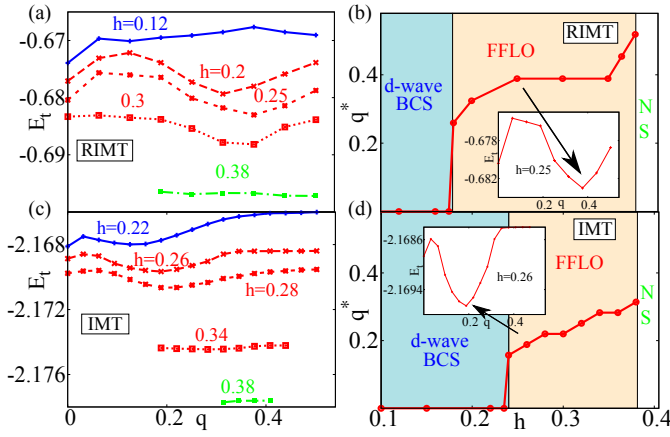 (a)
-0.67
-0.68
-0.69
E_t
h=0.12
h=0.2
0.25
0.3
0.38
RIMT
(b)
RIMT
0.4
0.2
0
q*
d-wave
BCS
FFLO
N
S
-0.678
-0.682
E_t
h=0.25
0.2
q
0.4
(c)
-2.168
-2.172
-2.176
E_t
h=0.22
h=0.26
h=0.28
IMT
0.34
0.38
0
0.2
0.4
q
(d)
IMT
0.4
0.2
0
q*
-2.1686
-2.1694
E_t
h=0.26
0.2
q
0.4
FFLO
d-wave
BCS
N
S
0.1
0.2
0.3
0.4
h